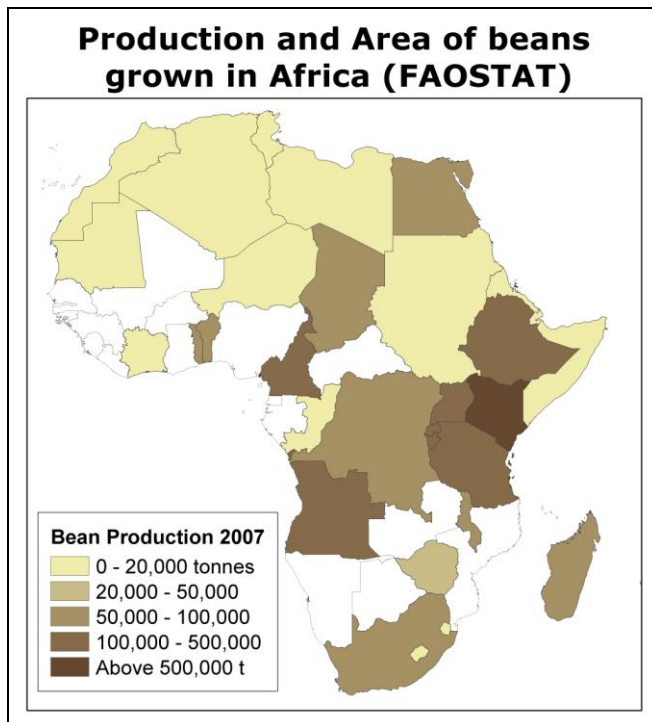 Production and Area of beans
grown in Africa (FAOSTAT)
Bean Production 2007
0 - 20,000 tonnes
20,000 - 50,000
50,000 - 100,000
100,000 - 500,000
Above 500,000 t